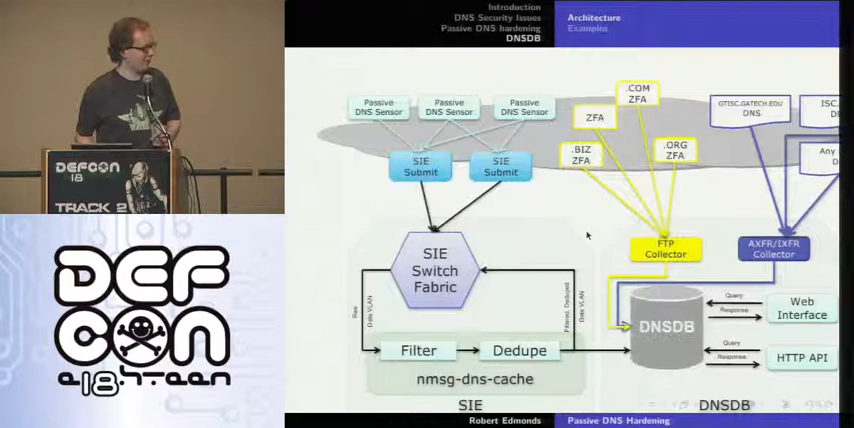 Introduction
DNS Security Issues
Passive DNS hardening
DNSDB
Architecture
Examples
Passive
DNS Sensor
Passive
DNS Sensor
Passive
DNS Sensor
SIE
Submit
SIE
Submit
.BIZ
ZFA
ZFA
.COM
ZFA
.ORG
ZFA
GTISC.GATECH.EDU
DNS
ISC.
D
Any
D
SIE
Switch
Fabric
FTP
Collector
AXFR/IXFR
Collector
Raw
Data VLAN
Filtered, Deduped
Data VLAN
Filter
Dedupe
nmsg-dns-cache
SIE
DNSDB
Query
Response
Web
Interface
Query
Response
HTTP API
DNSDB
Robert Edmonds
Passive DNS Hardening
DEFCON
18
TRACK 2
DEF
CON
18